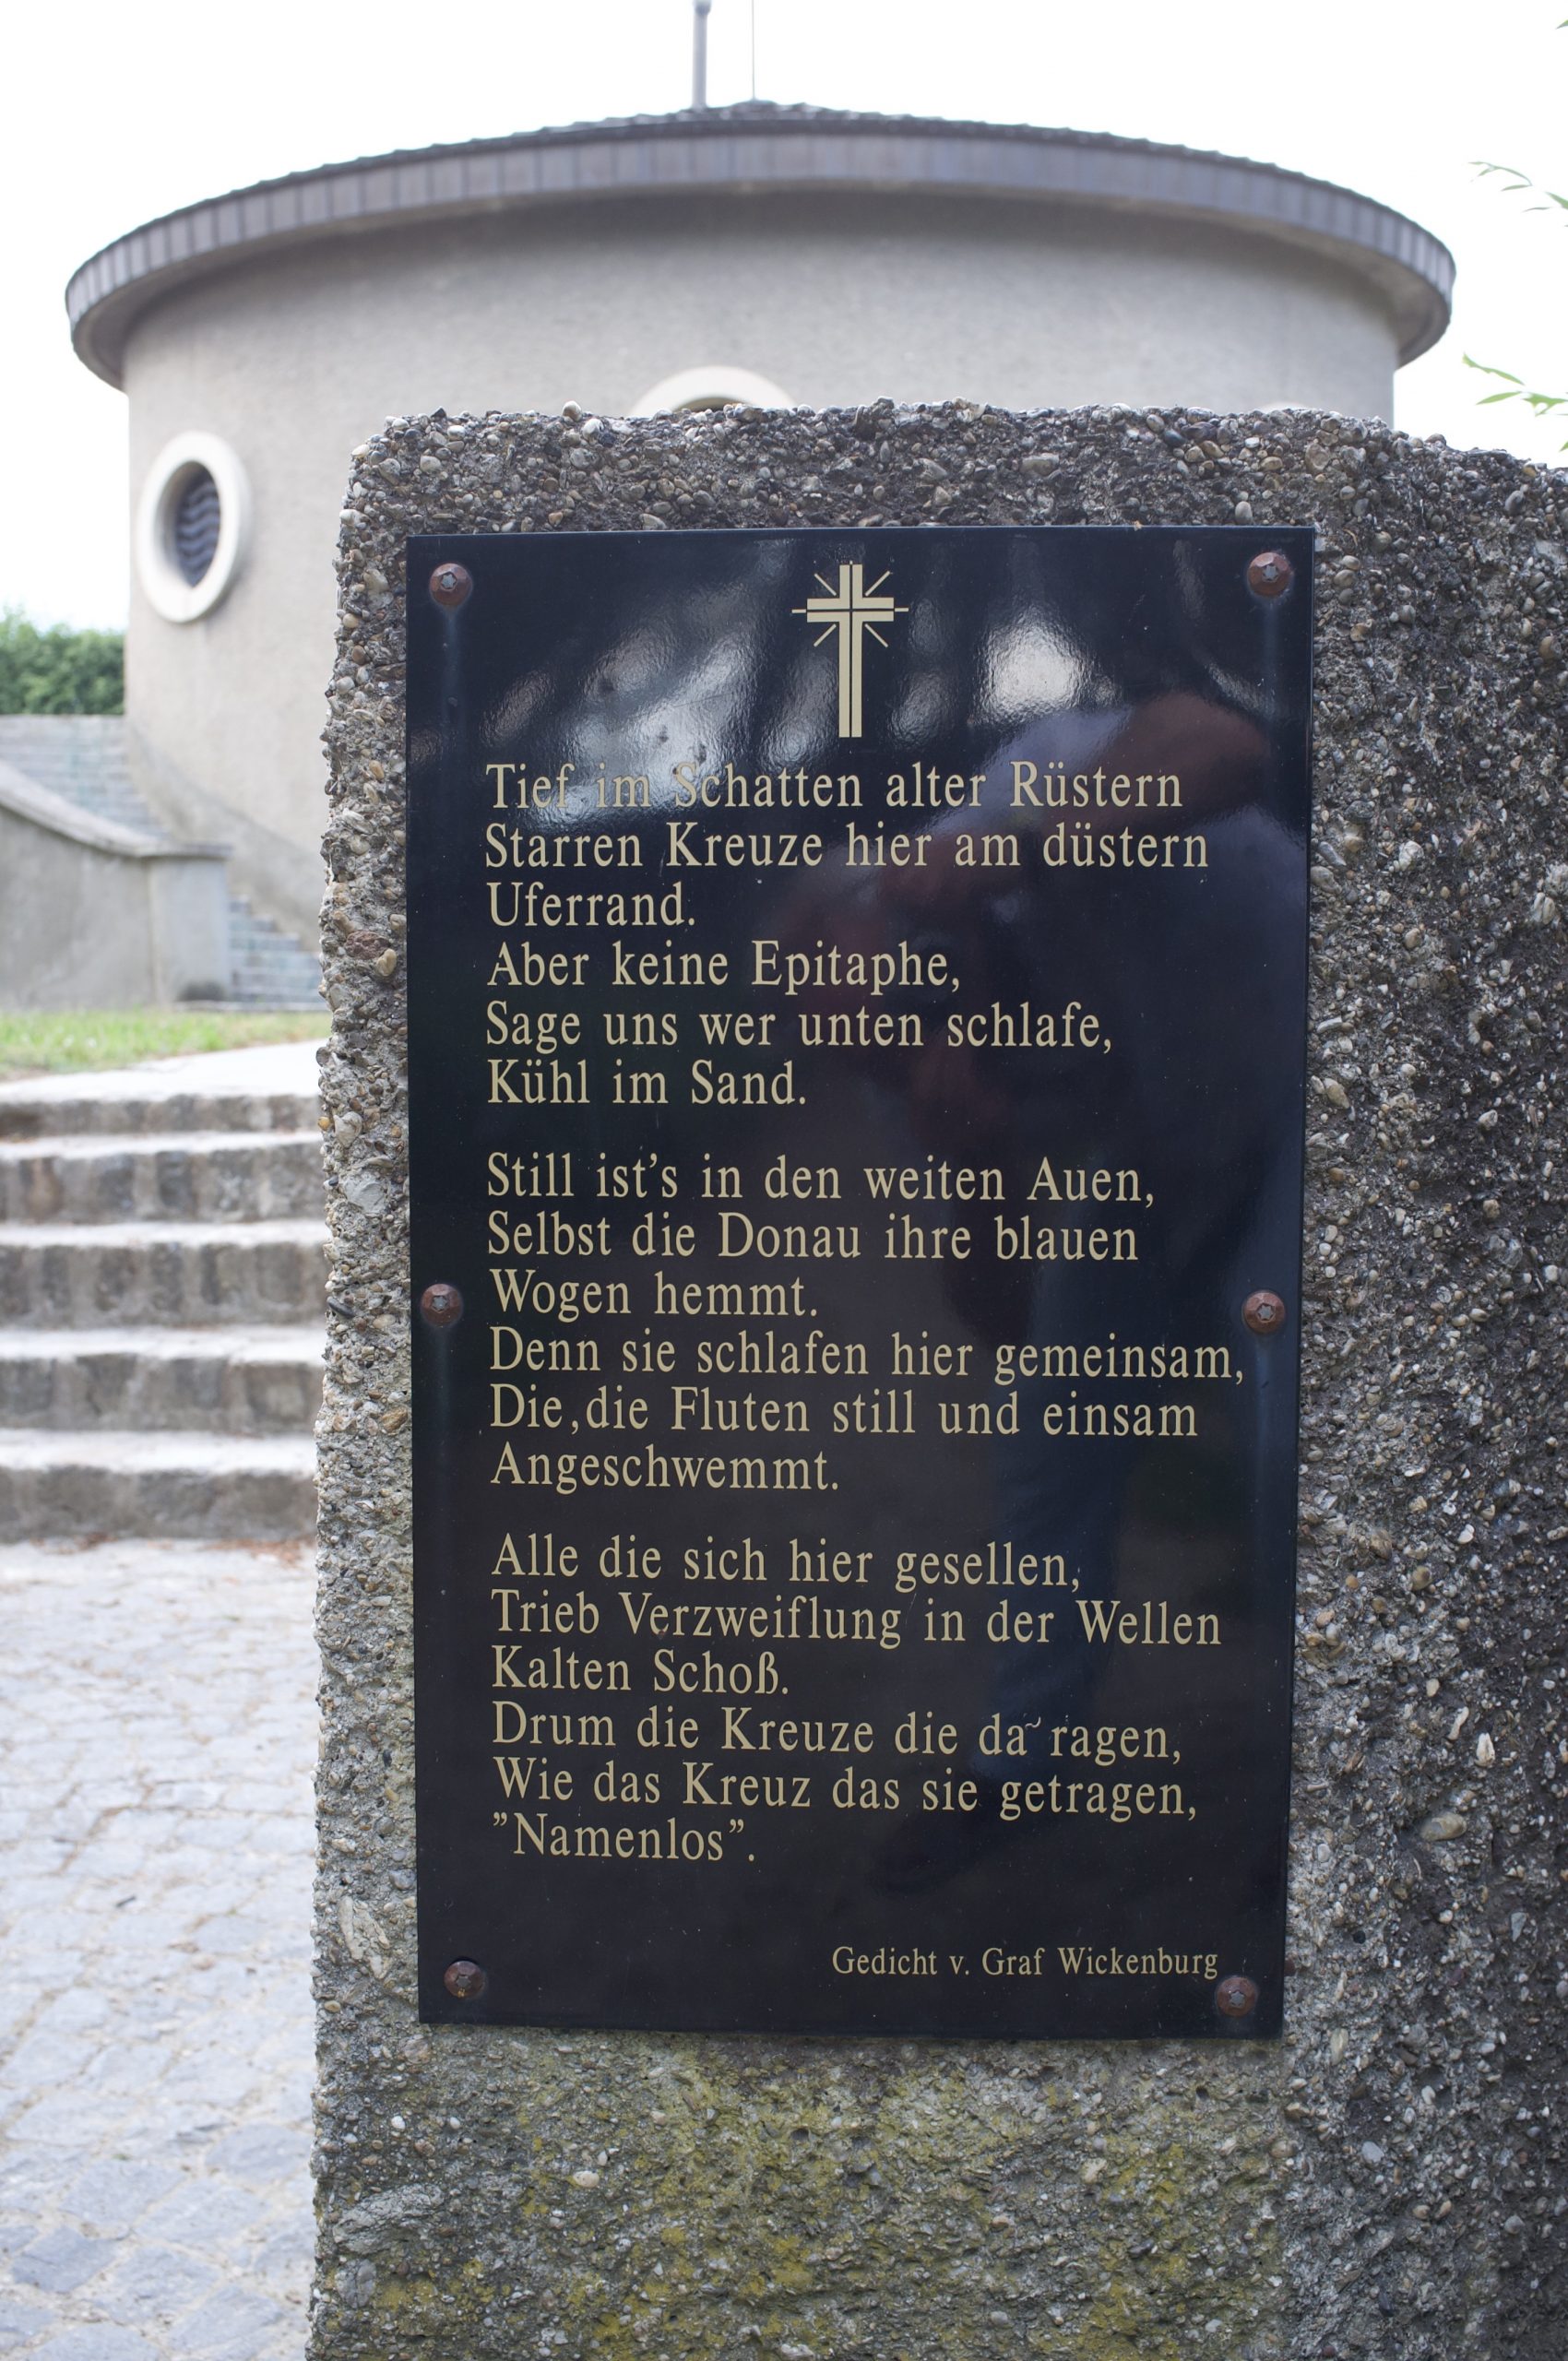 Tief im Schatten alter Rüstern
Starren Kreuze hier am düstern
Uferrand.
Aber keine Epitaphe,
Sage uns wer unten schlafe,
Kühl im Sand.
Still ist’s in den weiten Auen,
Selbst die Donau ihre blauen
Wogen hemmt.
Denn sie schlafen hier gemeinsam,
Die,die Fluten still und einsam
Angeschwemmt.
Alle die sich hier gesellen,
Trieb Verzweiflung in der Wellen
Kalten Schoß.
Drum die Kreuze die da~ragen,
Wie das Kreuz das sie getragen,
”Namenlos”.
Gedicht v. Graf Wickenburg